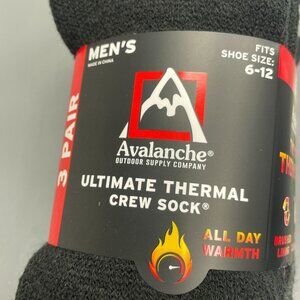 MEN'S
MADE IN CHINA
FITS
SHOE SIZE:
6-12
3 PAIR
Avalanche®
OUTDOOR SUPPLY COMPANY
ULTIMATE THERMAL
CREW SOCK®
ALL DAY
WARMTH